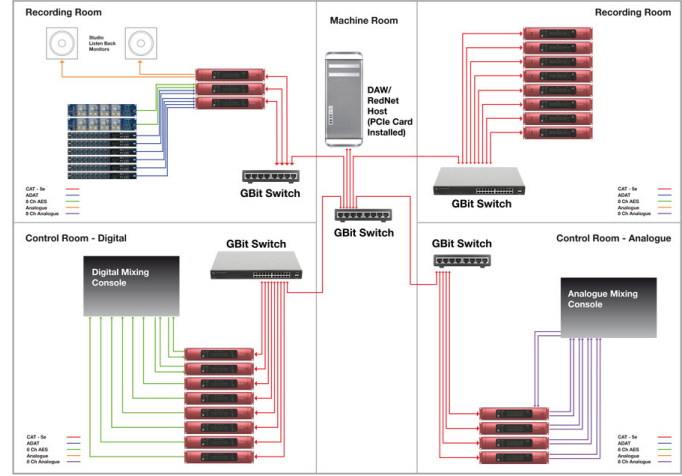 Recording Room
Studio
Listen Back
Monitors
GBit Switch
CAT - 5e
ADAT
8 Ch AES
Analogue
8 Ch Analogue
Machine Room
DAW/
RedNet
Host
(PCIe Card
Installed)
GBit Switch
Recording Room
GBit Switch
CAT - 5e
ADAT
8 Ch AES
Analogue
8 Ch Analogue
Control Room - Digital
GBit Switch
Digital Mixing
Console
CAT - 5e
ADAT
8 Ch AES
Analogue
8 Ch Analogue
Control Room - Analogue
GBit Switch
Analogue Mixing
Console
CAT - 5e
ADAT
8 Ch AES
Analogue
8 Ch Analogue